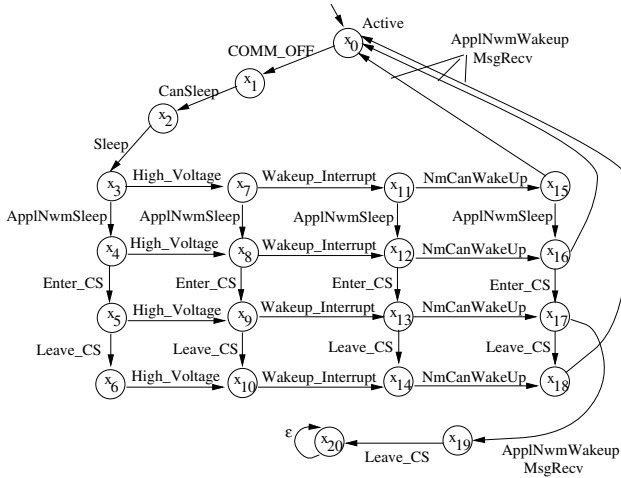 Active
x0
COMM_OFF
ApplNwmWakeup
MsgRecv
x1
CanSleep
x2
Sleep
x3 High_Voltage x7 Wakeup_Interrupt x11 NmCanWakeUp x15
ApplNwmSleep ApplNwmSleep ApplNwmSleep ApplNwmSleep
x4 High_Voltage x8 Wakeup_Interrupt x12 NmCanWakeUp x16
Enter_CS Enter_CS Enter_CS Enter_CS
x5 High_Voltage x9 Wakeup_Interrupt x13 NmCanWakeUp x17
Leave_CS Leave_CS Leave_CS Leave_CS
x6 High_Voltage x10 Wakeup_Interrupt x14 NmCanWakeUp x18
ε x20 Leave_CS x19
ApplNwmWakeup
MsgRecv